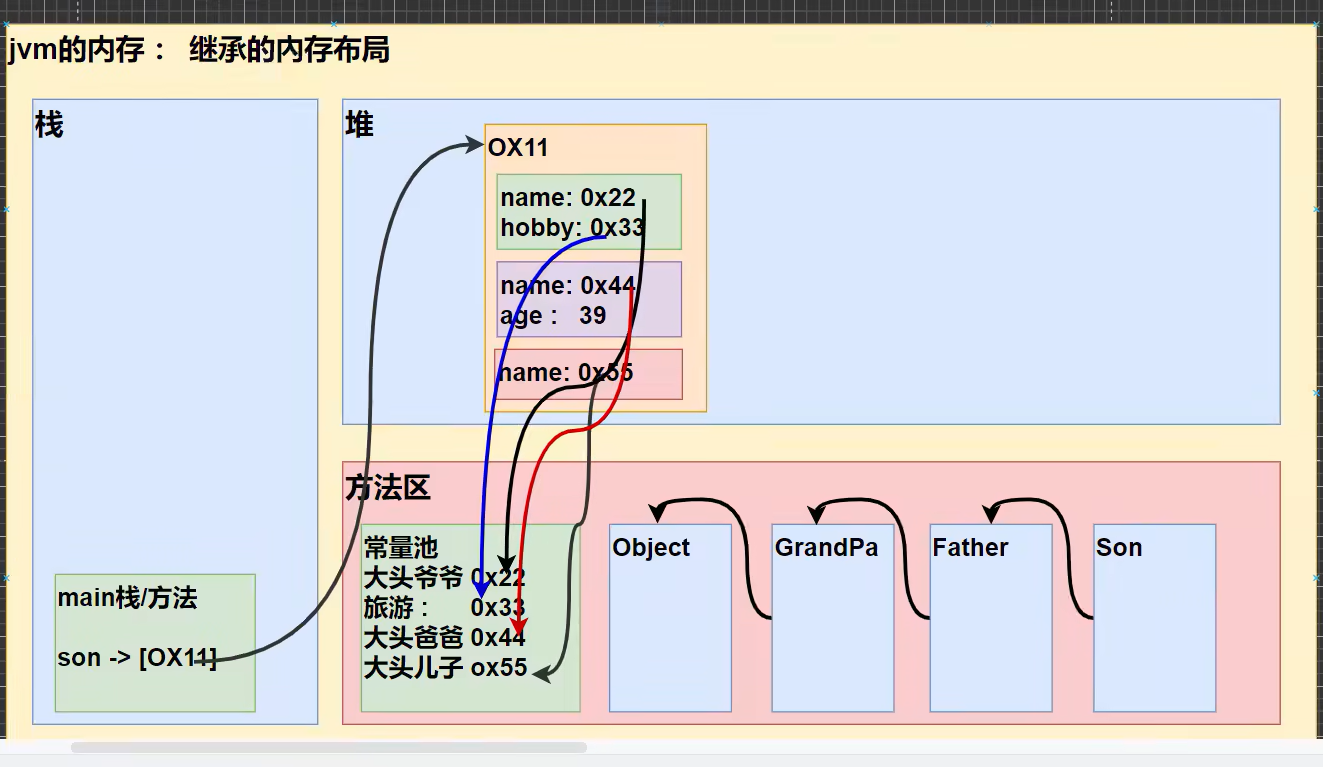 jvm的内存： 继承的内存布局
栈
main栈/方法
son -> [OX11]
堆
OX11
name: 0x22
hobby: 0x33
name: 0x44
age： 39
name: 0x55
方法区
常量池
大头爷爷 0x22
旅游： 0x33
大头爸爸 0x44
大头儿子 ox55
Object
GrandPa
Father
Son